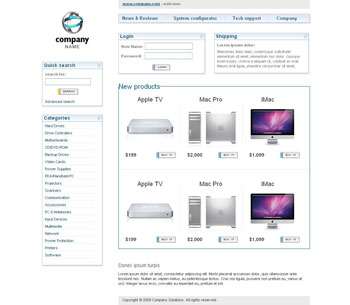 www.company.com welcome
company
NAME
News & Reviewer System configurator Tech support Company
Login
User Name:
Password:
LOGIN
Shipping
Lorem ipsum dolor:
Quick search
search for:
SEARCH
Advanced search
Categories
Hard Drives
Drive Controllers
Motherboards
CD/DVD-ROM
Backup Drives
Video Cards
Power Supplies
PDA/Handheld PC
Projectors
Scanners
Communication
Accessories
PC & Notebooks
Input Devices
Multimedia
Network
Power Protection
Printers
Software
New products
Apple TV Mac Pro IMac
$199 BUY IT $2,000 BUY IT $1,099 BUY IT
Apple TV Mac Pro IMac
$199 BUY IT $2,000 BUY IT $1,099 BUY IT
Donec ipsum turpis
Lorem ipsum dolor sit amet, consectetur adipiscing
Copyright © 2009 Company Solutions. All rights reserved.